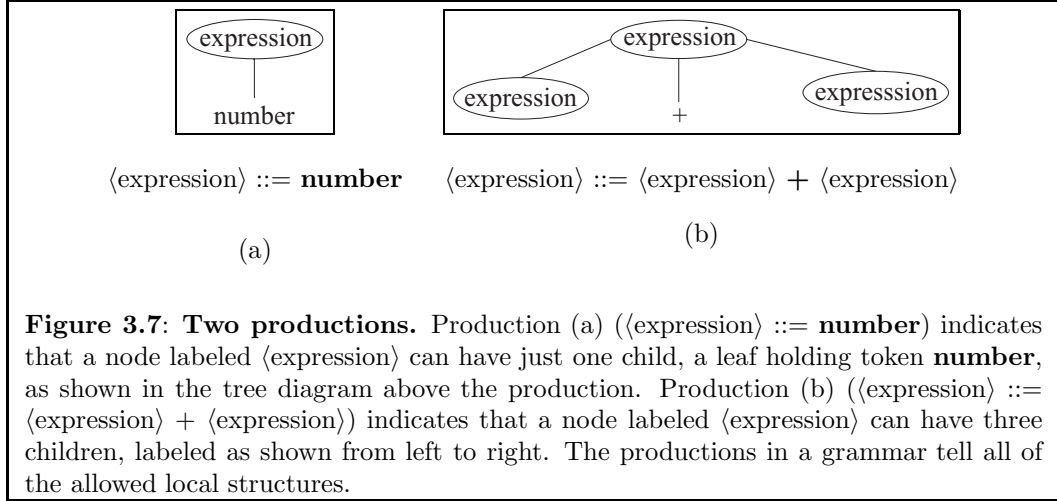 expression
number
expression
expression
+
expresssion
⟨expression⟩ ::= number
(a)
⟨expression⟩ ::= ⟨expression⟩ + ⟨expression⟩
(b)
Figure 3.7: Two productions. Production (a) (⟨expression⟩ ::= number) indicates
that a node labeled ⟨expression⟩ can have just one child, a leaf holding token number,
as shown in the tree diagram above the production. Production (b) (⟨expression⟩ ::=
⟨expression⟩ + ⟨expression⟩) indicates that a node labeled ⟨expression⟩ can have three
children, labeled as shown from left to right. The productions in a grammar tell all of
the allowed local structures.